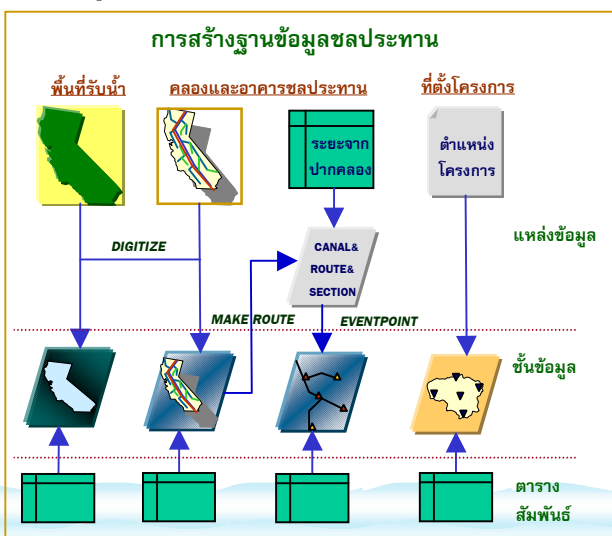 การสร้างฐานข้อมูลชลประทาน
พื้นที่รับน้ำ
คลองและอาคารชลประทาน
ที่ตั้งโครงการ
ระยะจาก
ปากคลอง
ตำแหน่ง
โครงการ
แหล่งข้อมูล
DIGITIZE
CANAL&
ROUTE&
SECTION
MAKE ROUTE
EVENTPOINT
ชั้นข้อมูล
ตาราง
สัมพันธ์